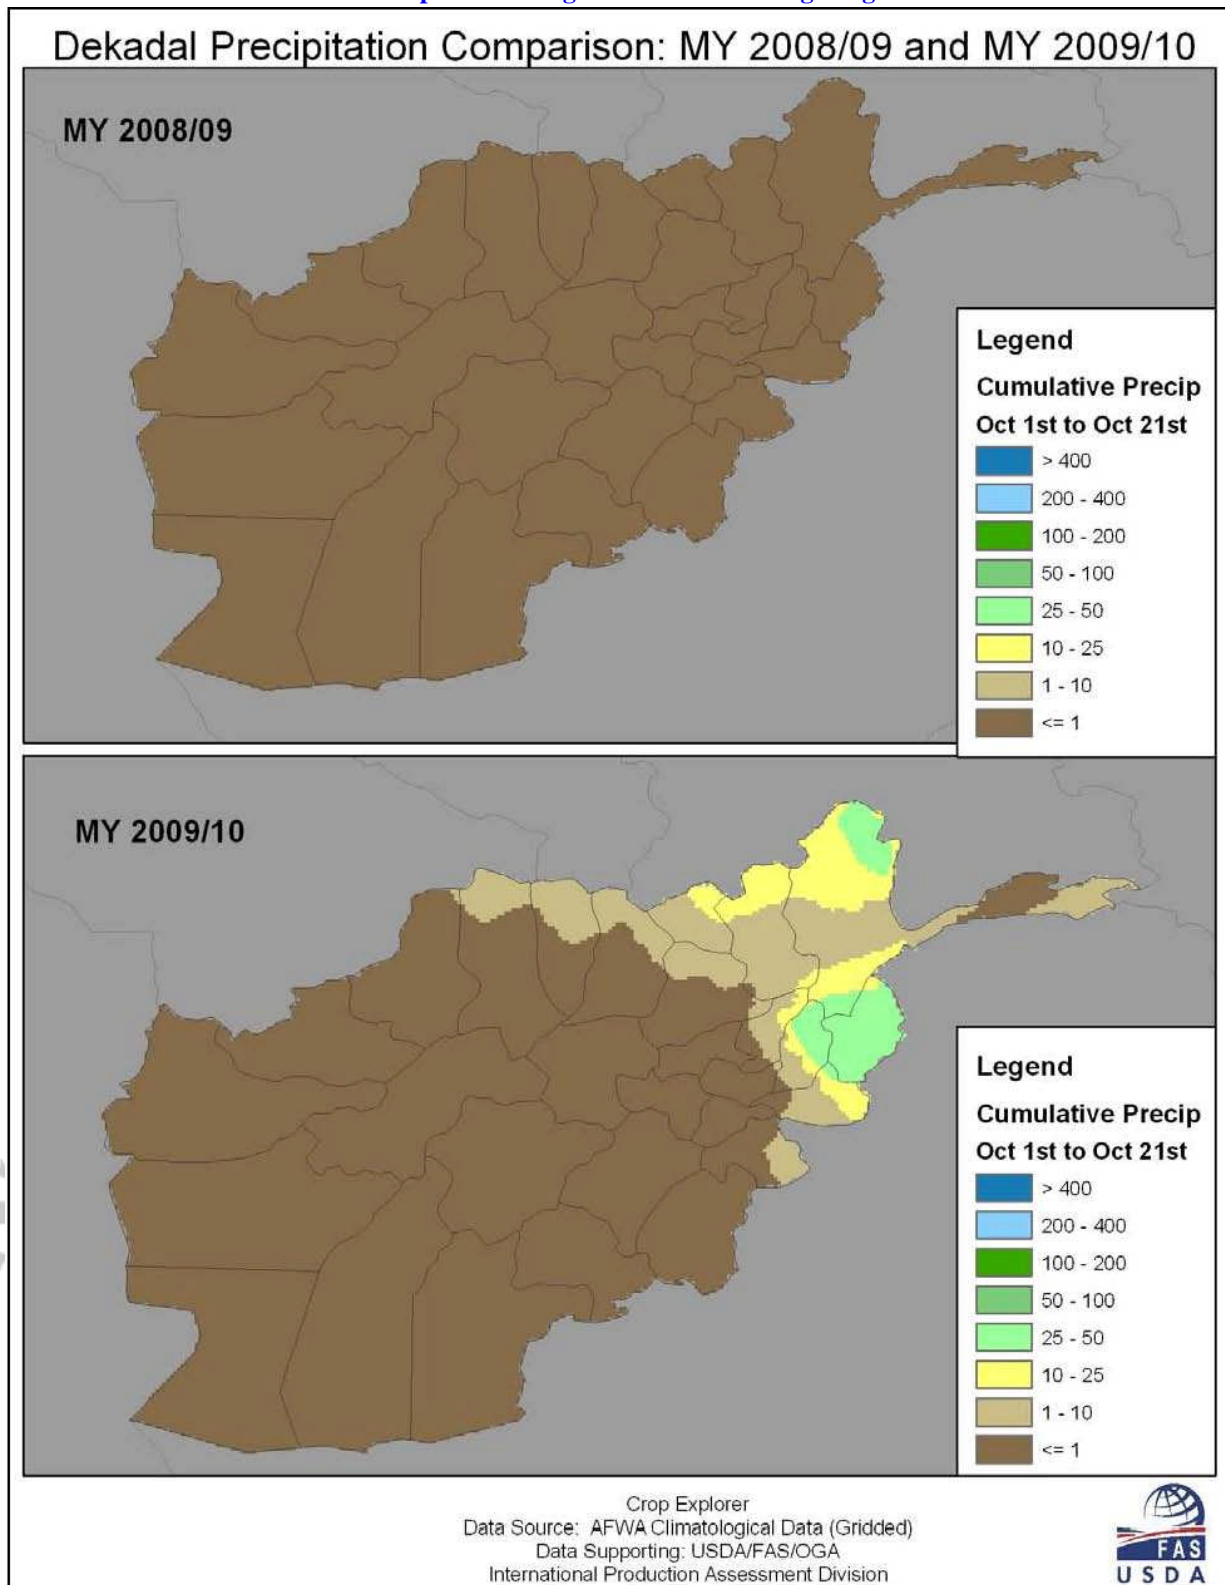 Dekadal Precipitation Comparison: MY 2008/09 and MY 2009/10
MY 2008/09
Legend
Cumulative Precip
Oct 1st to Oct 21st
> 400
200 - 400
100 - 200
50 - 100
25 - 50
10 - 25
1 - 10
<= 1
MY 2009/10
Legend
Cumulative Precip
Oct 1st to Oct 21st
> 400
200 - 400
100 - 200
50 - 100
25 - 50
10 - 25
1 - 10
<= 1
Crop Explorer
Data Source: AFWA Climatological Data (Gridded)
Data Supporting: USDA/FAS/OGA
International Production Assessment Division
FAS
USDA